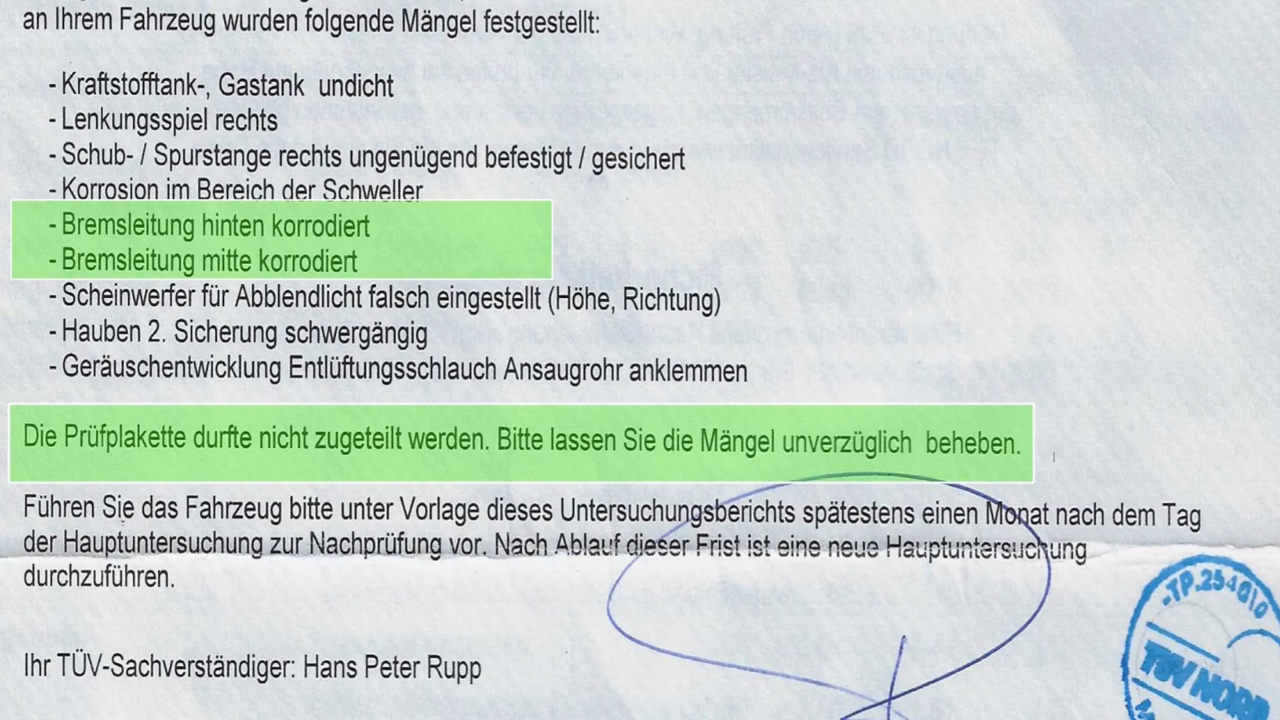 an Ihrem Fahrzeug wurden folgende Mängel festgestellt:
- Kraftstofftank-, Gastank undicht
- Lenkungsspiel rechts
- Schub- / Spurstange rechts ungenügend befestigt / gesichert
- Korrosion im Bereich der Schweller
- Bremsleitung hinten korrodiert
- Bremsleitung mitte korrodiert
- Scheinwerfer für Abblendlicht falsch eingestellt (Höhe, Richtung)
- Hauben 2. Sicherung schwergängig
- Geräuschentwicklung Entlüftungsschlauch Ansaugrohr anklemmen
Die Prüfplakette durfte nicht zugeteilt werden. Bitte lassen Sie die Mängel unverzüglich beheben.
Führen Sie das Fahrzeug bitte unter Vorlage dieses Untersuchungsberichts spätestens einen Monat nach dem Tag
der Hauptuntersuchung zur Nachprüfung vor. Nach Ablauf dieser Frist ist eine neue Hauptuntersuchung
durchzuführen.
Ihr TÜV-Sachverständiger: Hans Peter Rupp
TÜV NORD